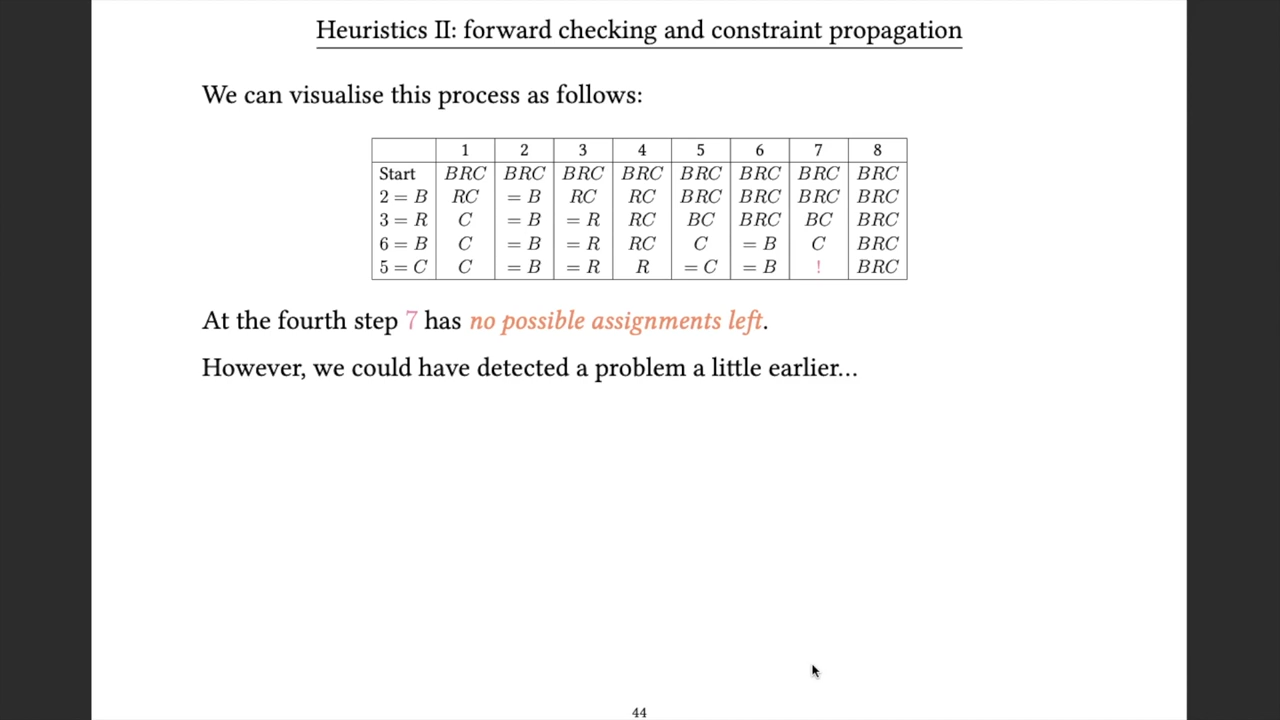 Heuristics II: forward checking and constraint propagation
We can visualise this process as follows:
1 2 3 4 5 6 7 8
Start BRC BRC BRC BRC BRC BRC BRC BRC
2 = B RC = B RC RC BRC BRC BRC BRC
3 = R C = B = R RC BC BRC BC BRC
6 = B C = B = R RC C = B C BRC
5 = C C = B = R R = C = B ! BRC
At the fourth step 7 has no possible assignments left.
However, we could have detected a problem a little earlier...
44